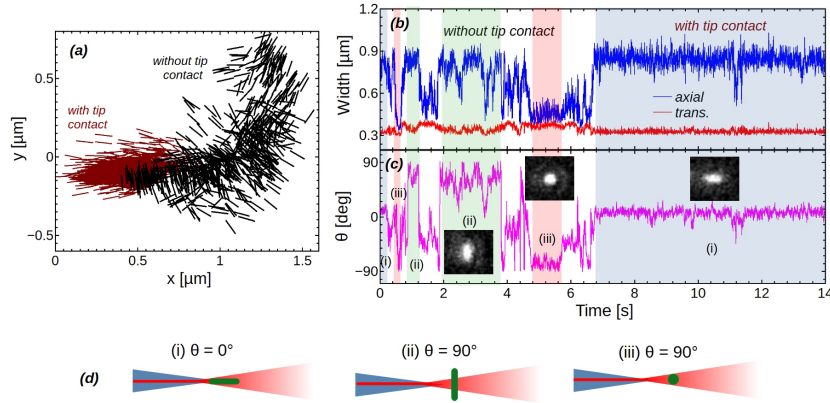 (a)
without tip
contact
with tip
contact
0.5
0
−0.5
y [µm]
0
0.5
1
1.5
x [µm]
(b)
without tip contact
with tip contact
axial
trans.
0.9
0.6
0.3
1.2
Width [µm]
(c)
90
0
−90
θ [deg]
(i)
(iii)
(ii)
(ii)
(iii)
(i)
0 2 4 6 8 10 12 14
Time [s]
(d)
(i) θ = 0°
(ii) θ = 90°
(iii) θ = 90°